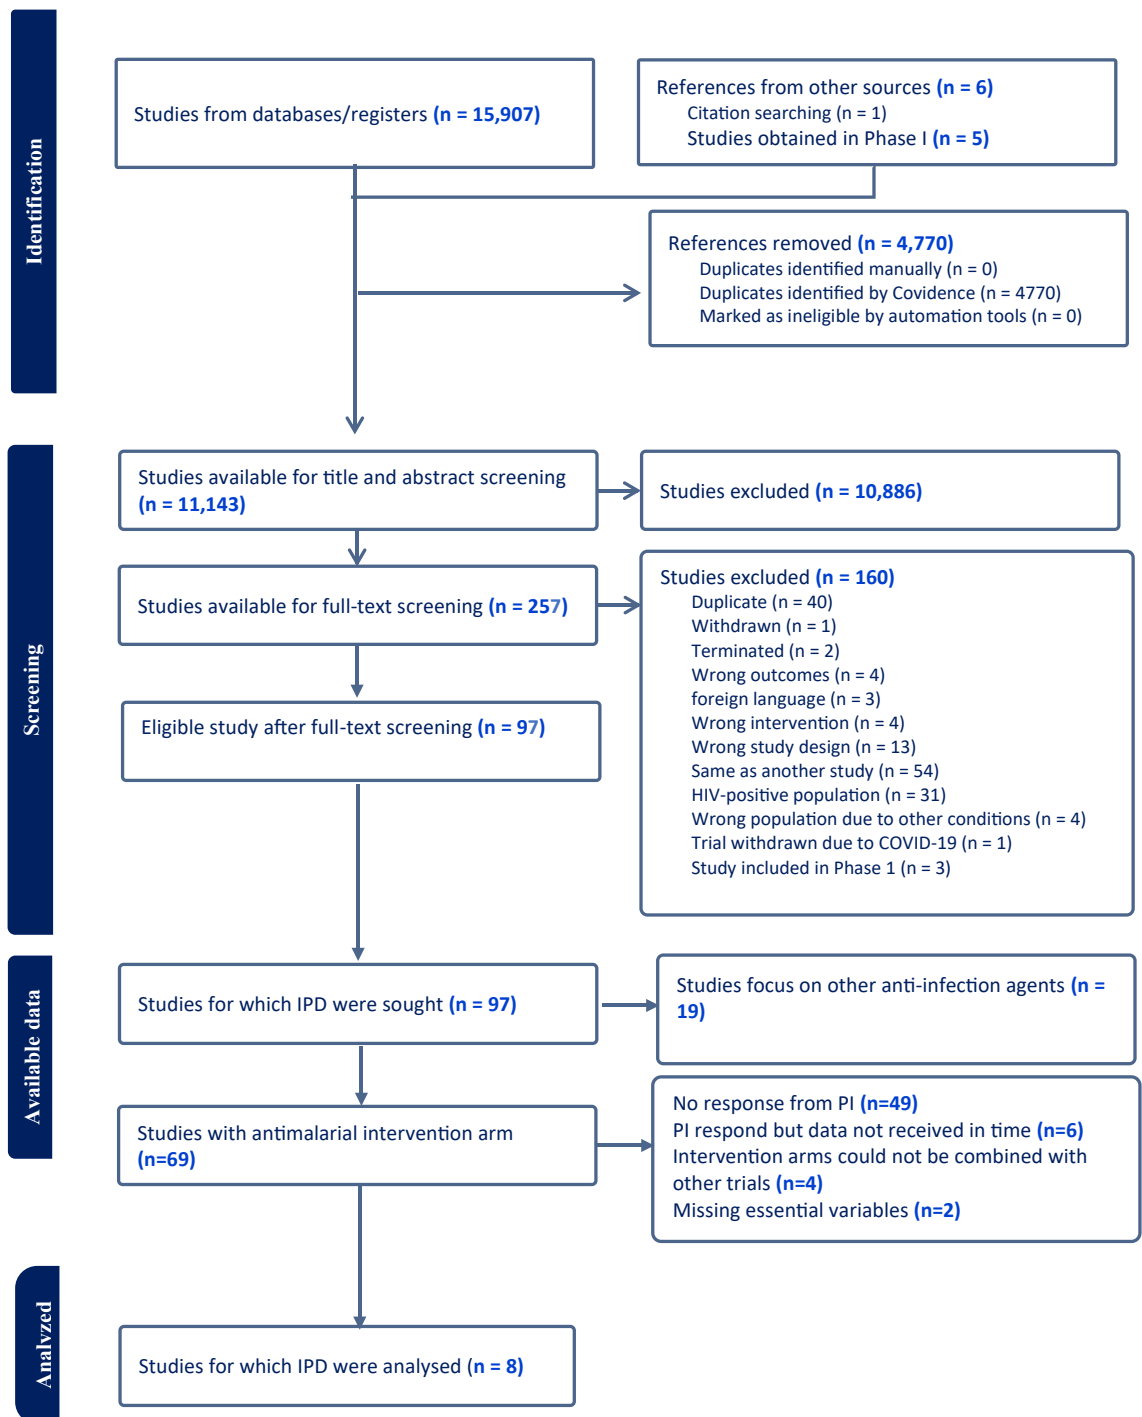 Identification
Studies from databases/registers (n = 15,907)
References from other sources (n = 6)
Citation searching (n = 1)
Studies obtained in Phase I (n = 5)
References removed (n = 4,770)
Duplicates identified manually (n = 0)
Duplicates identified by Covidence (n = 4770)
Marked as ineligible by automation tools (n = 0)
Screening
Studies available for title and abstract screening
(n = 11,143)
Studies excluded (n = 10,886)
Studies available for full-text screening (n = 257)
Studies excluded (n = 160)
Duplicate (n = 40)
Withdrawn (n = 1)
Terminated (n = 2)
Wrong outcomes (n = 4)
foreign language (n = 3)
Wrong intervention (n = 4)
Wrong study design (n = 13)
Same as another study (n = 54)
HIV-positive population (n = 31)
Wrong population due to other conditions (n = 4)
Trial withdrawn due to COVID-19 (n = 1)
Study included in Phase 1 (n = 3)
Eligible study after full-text screening (n = 97)
Available data
Studies for which IPD were sought (n = 97)
Studies focus on other anti-infection agents (n =
19)
Studies with antimalarial intervention arm
(n=69)
No response from PI (n=49)
PI respond but data not received in time (n=6)
Intervention arms could not be combined with
other trials (n=4)
Missing essential variables (n=2)
Analyzed
Studies for which IPD were analysed (n = 8)